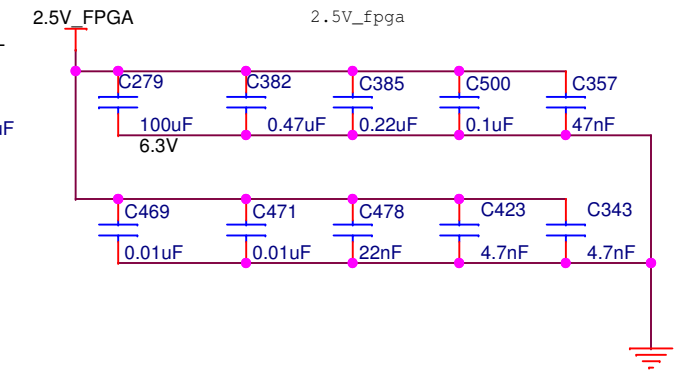 2.5V_FPGA
2.5V_fpga
C279
C382
C385
C500
C357
uF
100uF
0.47uF
0.22uF
0.1uF
47nF
6.3V
C469
C471
C478
C423
C343
0.01uF
0.01uF
22nF
4.7nF
4.7nF